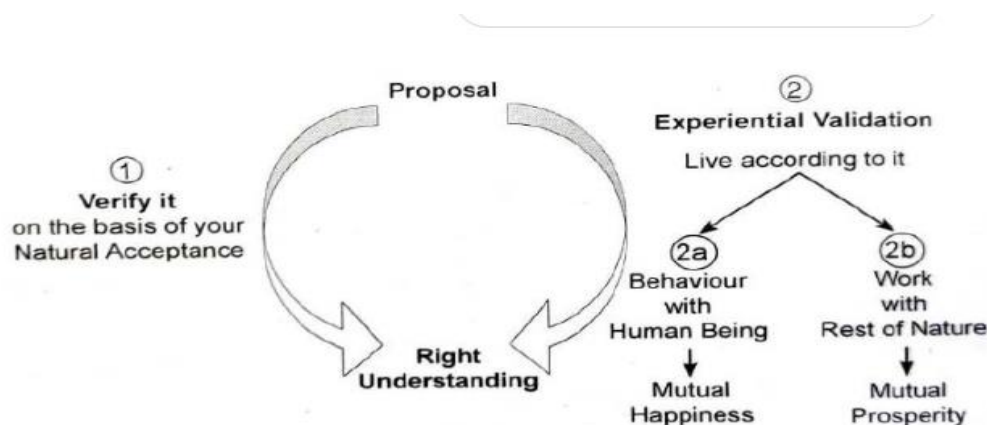 Proposal
1
Verify it
on the basis of your
Natural Acceptance
Right
Understanding
2
Experiential Validation
Live according to it
2a
Behaviour
with
Human Being
Mutual
Happiness
2b
Work
with
Rest of Nature
Mutual
Prosperity